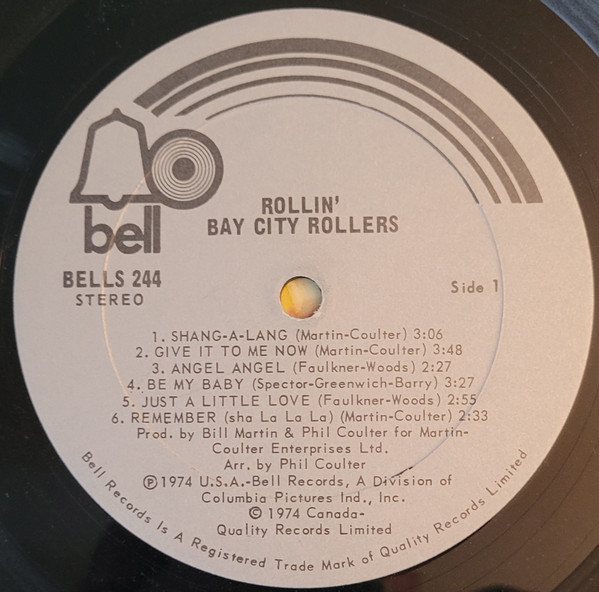 bell
ROLLIN'
BAY CITY ROLLERS
BELLS 244
STEREO
Side 1
1. SHANG-A-LANG (Martin-Coulter) 3:06
2. GIVE IT TO ME NOW (Martin-Coulter) 3:48
3. ANGEL ANGEL (Faulkner-Woods) 2:27
4. BE MY BABY (Spector-Greenwich-Barry) 3:27
5. JUST A LITTLE LOVE (Faulkner-Woods) 2:55
6. REMEMBER (sha La La La) (Martin-Coulter) 2:33
Prod. by Bill Martin & Phil Coulter for Martin-
Coulter Enterprises Ltd.
Arr. by Phil Coulter
Ⓟ1974 U.S.A.-Bell Records, A Division of
Columbia Pictures Ind., Inc.
© 1974 Canada-
Quality Records Limited
Bell Records Is A Registered Trade Mark of Quality Records Limited